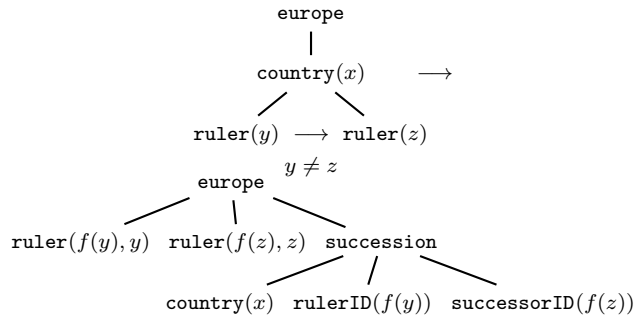 europe
country(x) ⟶
ruler(y) ⟶ ruler(z)
y ≠ z
europe
ruler(f(y), y) ruler(f(z), z) succession
country(x) rulerID(f(y)) successorID(f(z))